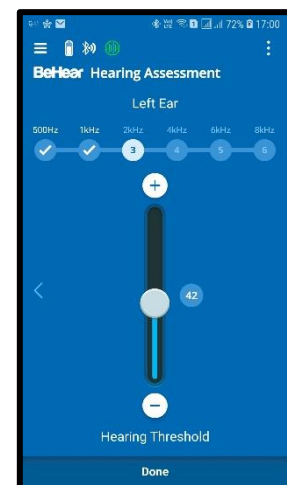 72% 17:00
BeHear Hearing Assessment
Left Ear
500Hz 1kHz 2kHz 4kHz 6kHz 8kHz
3 4 5 6
+
42
−
Hearing Threshold
Done